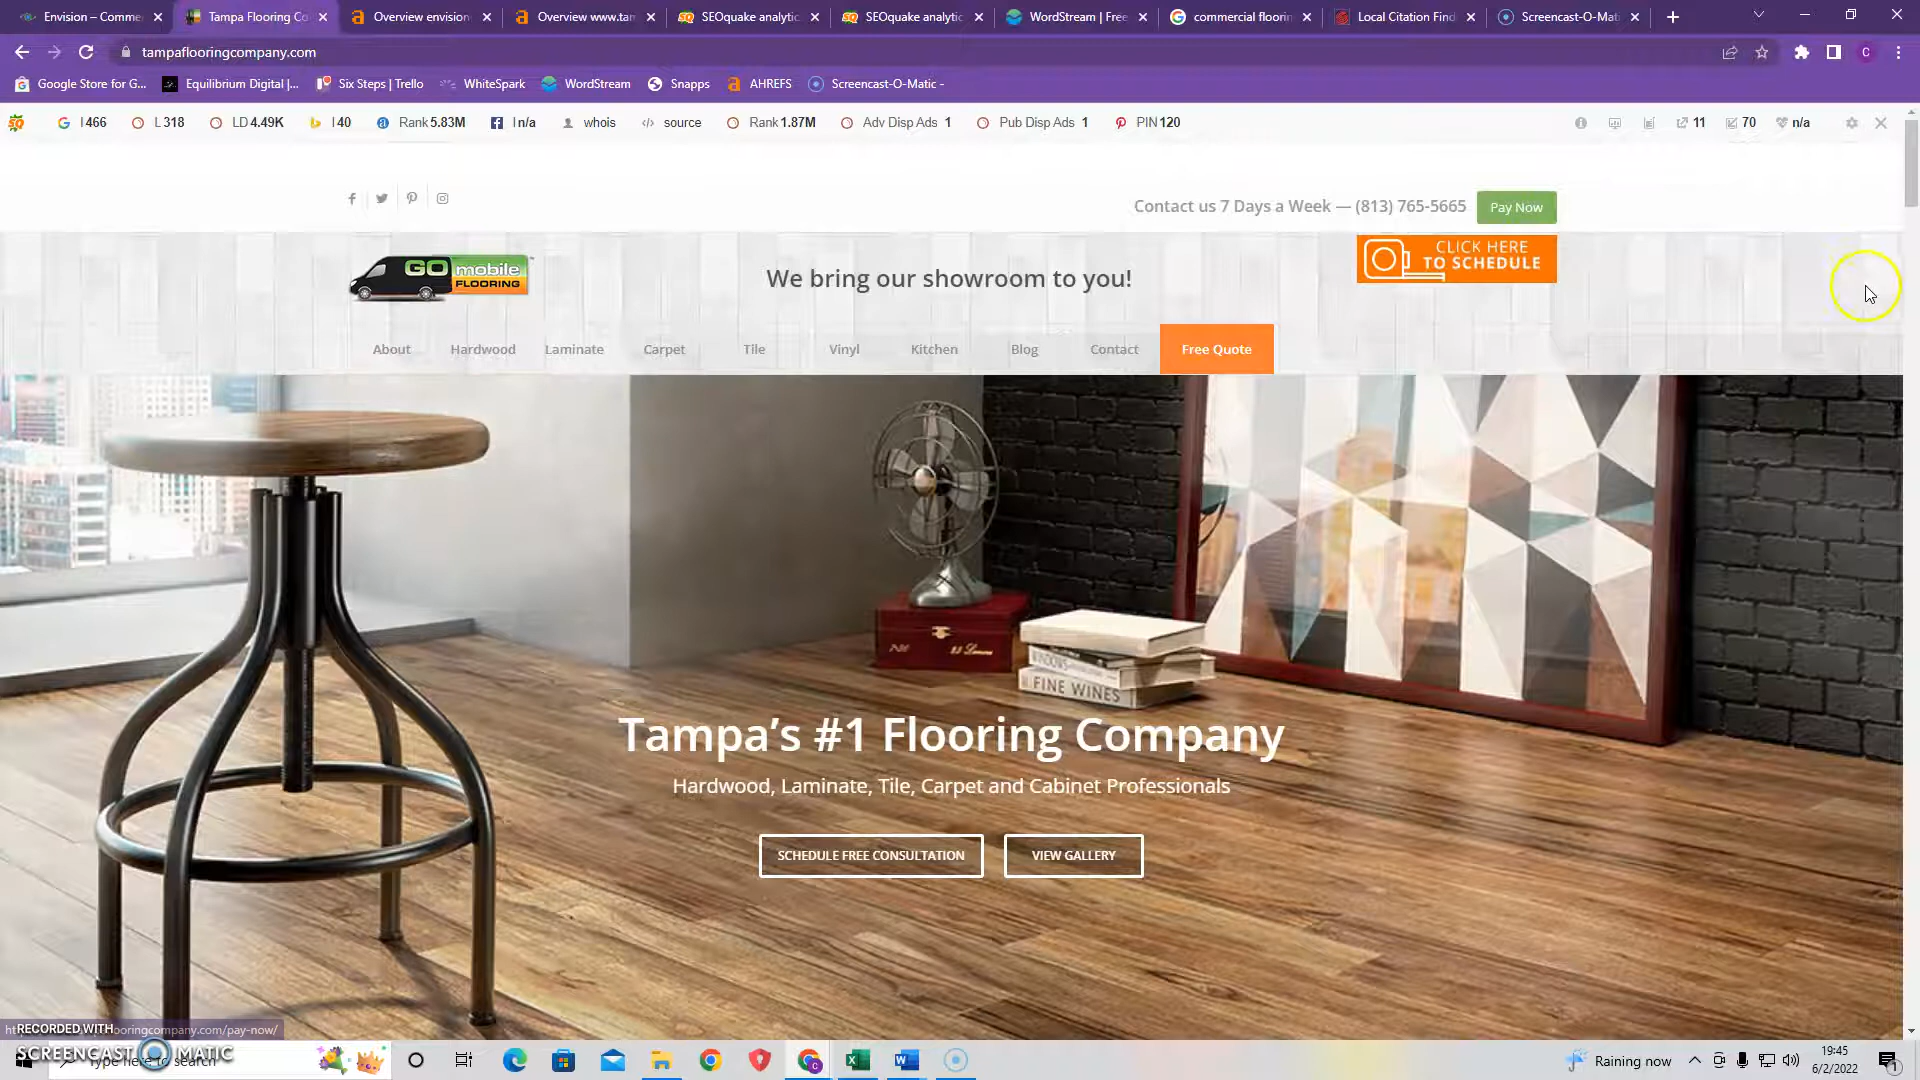 Envision – Comme
Tampa Flooring Co
Overview envision
Overview www.tam
SEOquake analytic
SEOquake analytic
WordStream | Free
commercial floorin
Local Citation Find
Screencast-O-Mati
tampaflooringcompany.com
Google Store for G...
Equilibrium Digital |...
Six Steps | Trello
WhiteSpark
WordStream
Snapps
AHREFS
Screencast-O-Matic -
I 466
L 318
LD 4.49K
I 40
Rank 5.83M
I n/a
whois
source
Rank 1.87M
Adv Disp Ads 1
Pub Disp Ads 1
PIN 120
11
70
n/a
Contact us 7 Days a Week — (813) 765-5665
Pay Now
GO mobile
FLOORING
We bring our showroom to you!
CLICK HERE
TO SCHEDULE
About
Hardwood
Laminate
Carpet
Tile
Vinyl
Kitchen
Blog
Contact
Free Quote
WINDOWS
FINE WINES
Tampa's #1 Flooring Company
Hardwood, Laminate, Tile, Carpet and Cabinet Professionals
SCHEDULE FREE CONSULTATION
VIEW GALLERY
RECORDED WITH
ooringcompany.com/pay-now/
SCREENCAST O MATIC
Type here to search
Raining now
19:45
6/2/2022